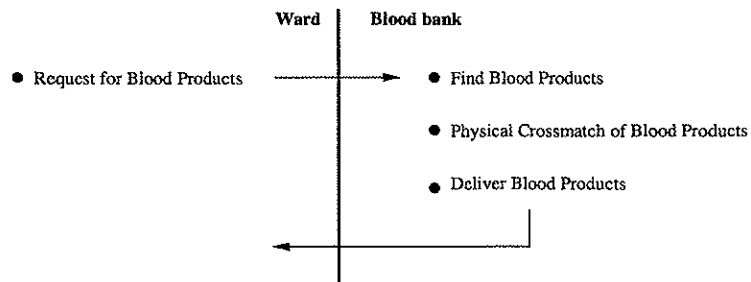 Ward Blood bank
Request for Blood Products
Find Blood Products
Physical Crossmatch of Blood Products
Deliver Blood Products